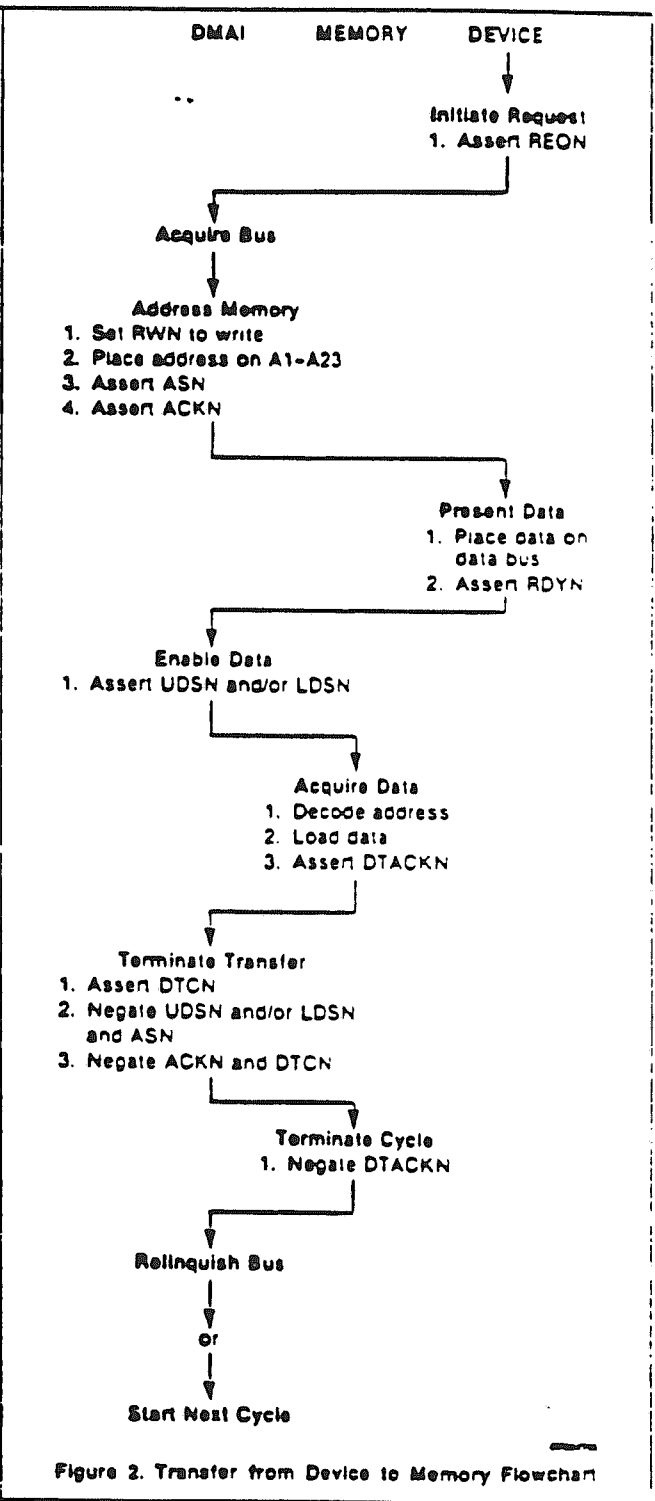 DMAI MEMORY DEVICE
Initiate Request
1. Assert REQN
Acquire Bus
Address Memory
1. Set RWN to write
2. Place address on A1-A23
3. Assert ASN
4. Assert ACKN
Present Data
1. Place data on
data bus
2. Assert RDYN
Enable Data
1. Assert UDSN and/or LDSN
Acquire Data
1. Decode address
2. Load data
3. Assert DTACKN
Terminate Transfer
1. Assert DTCN
2. Negate UDSN and/or LDSN
and ASN
3. Negate ACKN and DTCN
Terminate Cycle
1. Negate DTACKN
Relinquish Bus
or
Start Next Cycle
Figure 2. Transfer from Device to Memory Flowchart